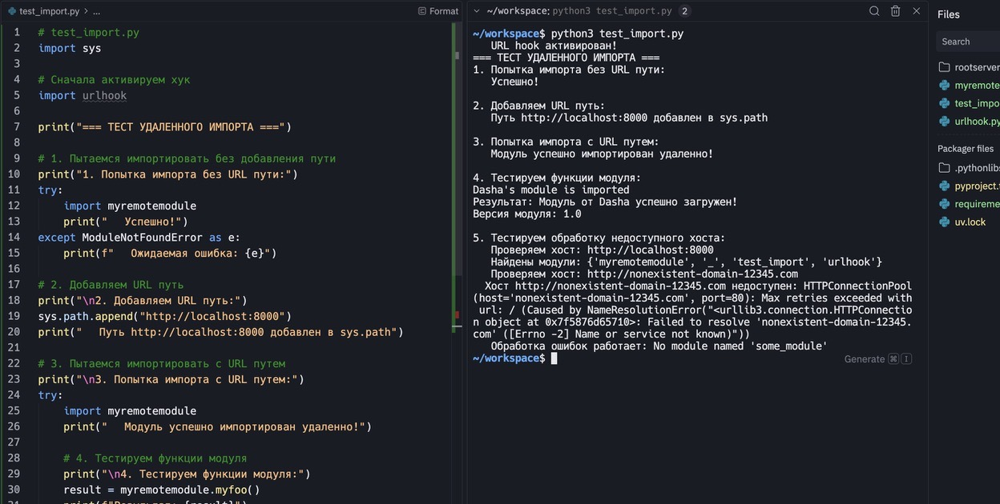 test_import.py > ...
Format
1 # test_import.py
2 import sys
3
4 # Сначала активируем хук
5 import urlhook
6
7 print("=== ТЕСТ УДАЛЕННОГО ИМПОРТА ===")
8
9 # 1. Пытаемся импортировать без добавления пути
10 print("1. Попытка импорта без URL пути:")
11 try:
12 import myremotemodule
13 print("   Успешно!")
14 except ModuleNotFoundError as e:
15 print(f"   Ожидаемая ошибка: {e}")
16
17 # 2. Добавляем URL путь
18 print("\n2. Добавляем URL путь:")
19 sys.path.append("http://localhost:8000")
20 print("   Путь http://localhost:8000 добавлен в sys.path")
21
22 # 3. Пытаемся импортировать с URL путем
23 print("\n3. Попытка импорта с URL путем:")
24 try:
25 import myremotemodule
26 print("   Модуль успешно импортирован удаленно!")
27
28 # 4. Тестируем функции модуля
29 print("\n4. Тестируем функции модуля:")
30 result = myremotemodule.myfoo()
~/workspace: python3 test_import.py 2
~/workspace$ python3 test_import.py
URL hook активирован!
=== ТЕСТ УДАЛЕННОГО ИМПОРТА ===
1. Попытка импорта без URL пути:
Успешно!
2. Добавляем URL путь:
Путь http://localhost:8000 добавлен в sys.path
3. Попытка импорта с URL путем:
Модуль успешно импортирован удаленно!
4. Тестируем функции модуля:
Dasha's module is imported
Результат: Модуль от Dasha успешно загружен!
Версия модуля: 1.0
5. Тестируем обработку недоступного хоста:
Проверяем хост: http://localhost:8000
Найдены модули: {'myremotemodule', '_', 'test_import', 'urlhook'}
Проверяем хост: http://nonexistent-domain-12345.com
Хост http://nonexistent-domain-12345.com недоступен: HTTPConnectionPool
(host='nonexistent-domain-12345.com', port=80): Max retries exceeded with
url: / (Caused by NameResolutionError("<urllib3.connection.HTTPConnectio
n object at 0x7f5876d65710>: Failed to resolve 'nonexistent-domain-12345.
com' ([Errno -2] Name or service not known)"))
Обработка ошибок работает: No module named 'some_module'
~/workspace$
Generate ⌘ I
Files
Search
rootserver
myremote
test_impo
urlhook.py
Packager files
.pythonlibs
pyproject.t
requireme
uv.lock